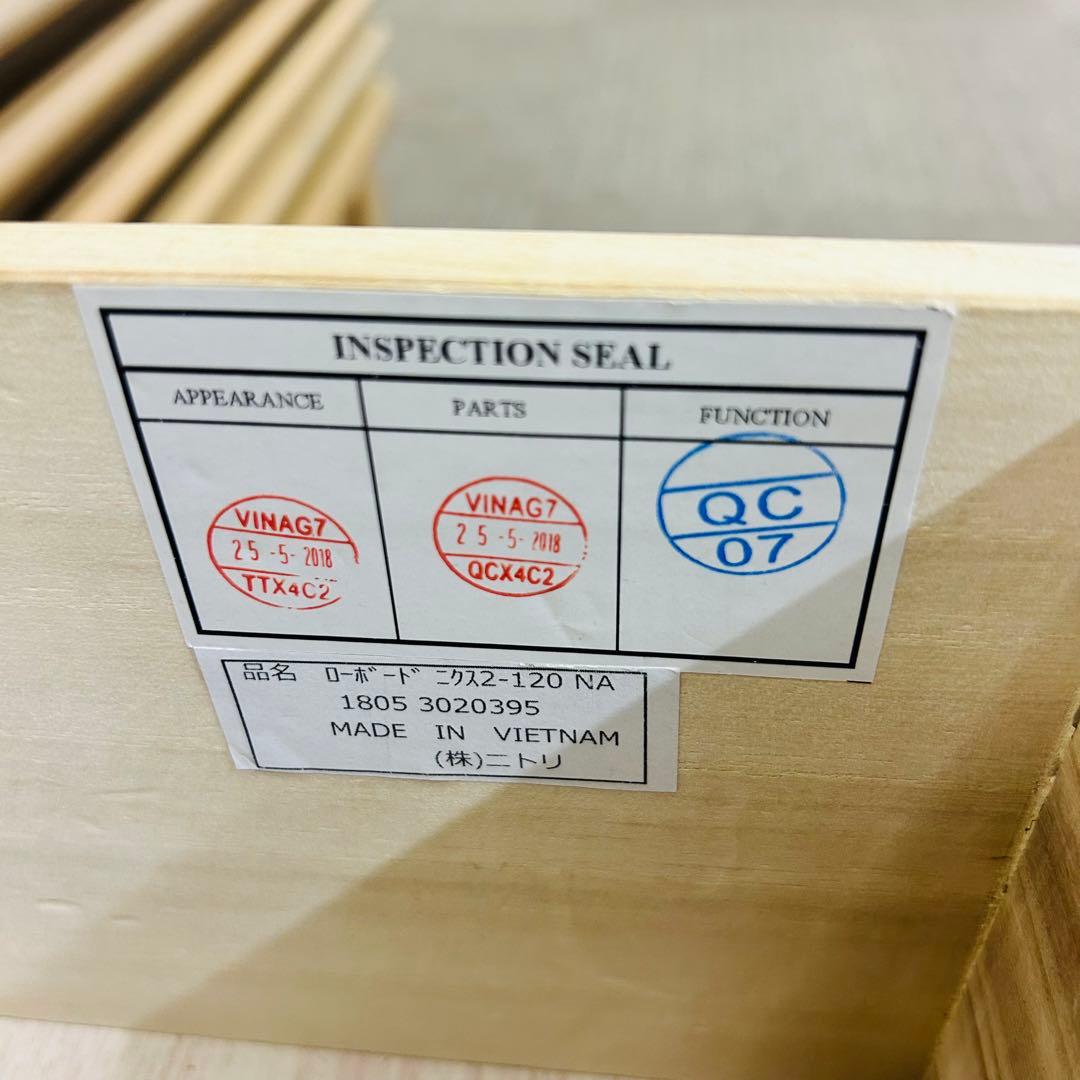 INSPECTION SEAL
APPEARANCE PARTS FUNCTION
VINAG7
25-5-2018
TTX4C2
VINAG7
25-5-2018
QCX4C2
QC
07
品名 ﾛｰﾎﾞｰﾄﾞ ﾆｸｽ2-120 NA
1805 3020395
MADE IN VIETNAM
(株)ニトリ